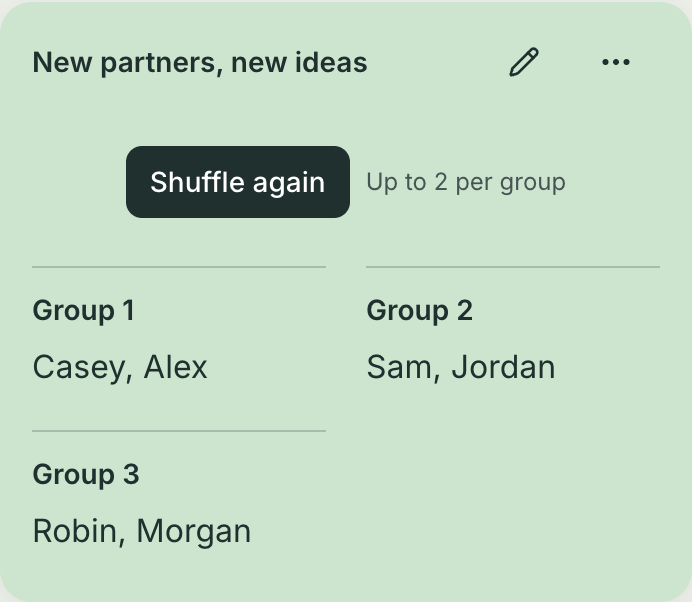 New partners, new ideas
Shuffle again
Up to 2 per group
Group 1
Casey, Alex
Group 2
Sam, Jordan
Group 3
Robin, Morgan